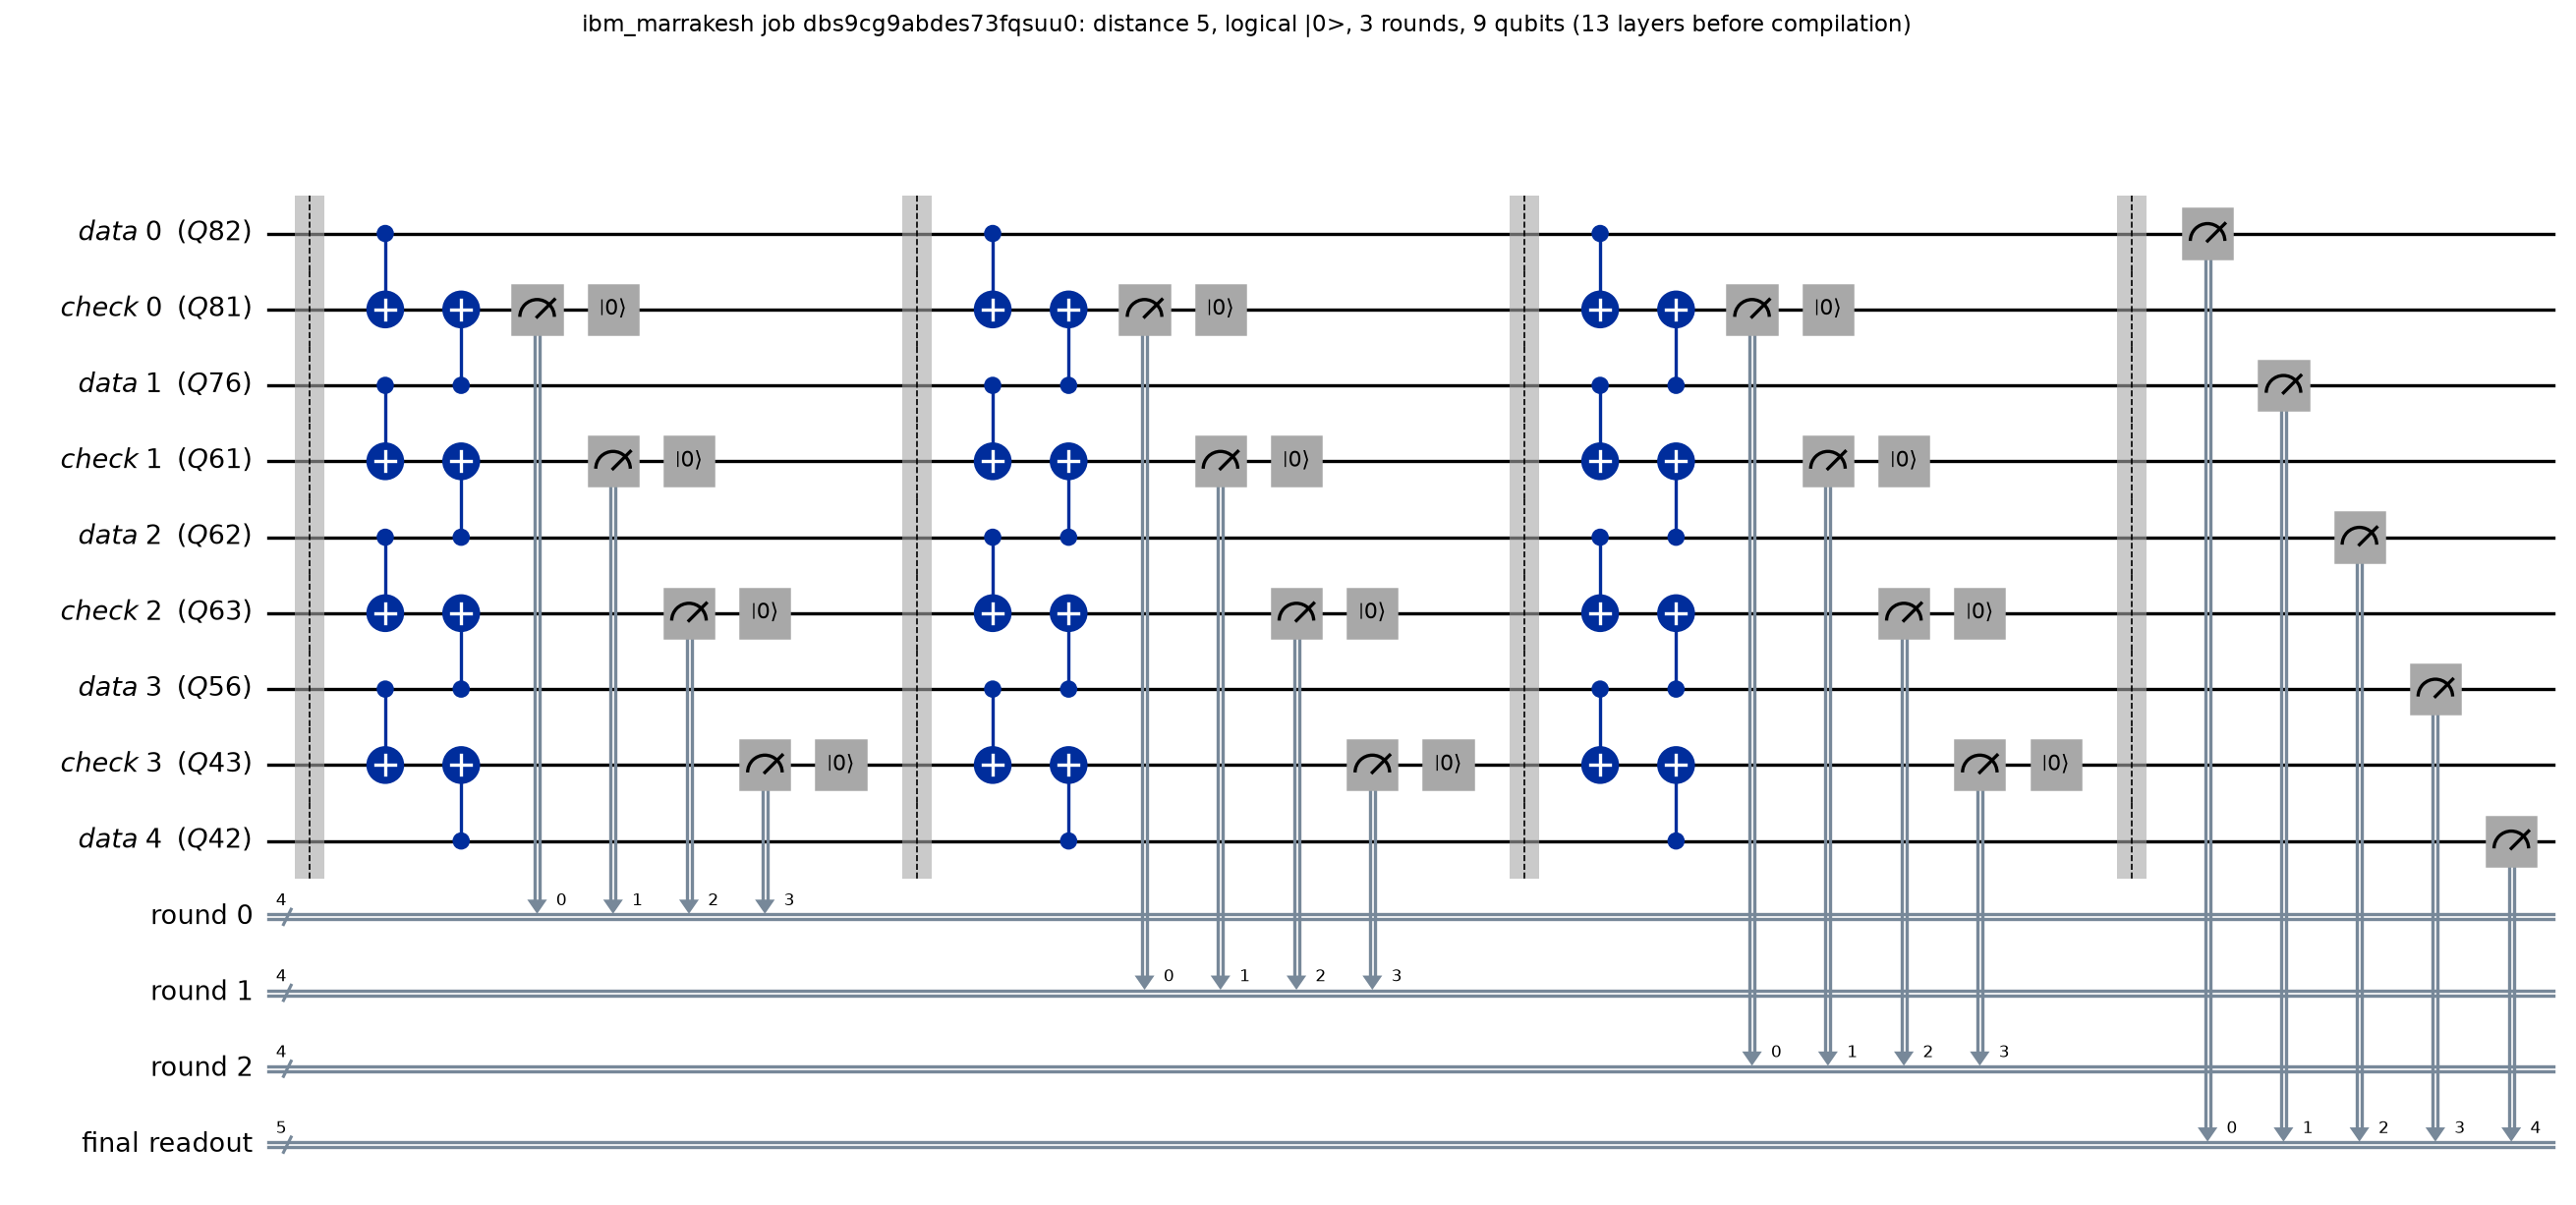 ibm_marrakesh job dbs9cg9abdes73fqsuu0: distance 5, logical |0>, 3 rounds, 9 qubits (13 layers before compilation)
data 0 (Q82)
check 0 (Q81) |0⟩ |0⟩ |0⟩
data 1 (Q76)
check 1 (Q61) |0⟩ |0⟩ |0⟩
data 2 (Q62)
check 2 (Q63) |0⟩ |0⟩ |0⟩
data 3 (Q56)
check 3 (Q43) |0⟩ |0⟩ |0⟩
data 4 (Q42)
round 0 4 0 1 2 3
round 1 4 0 1 2 3
round 2 4 0 1 2 3
final readout 5 0 1 2 3 4